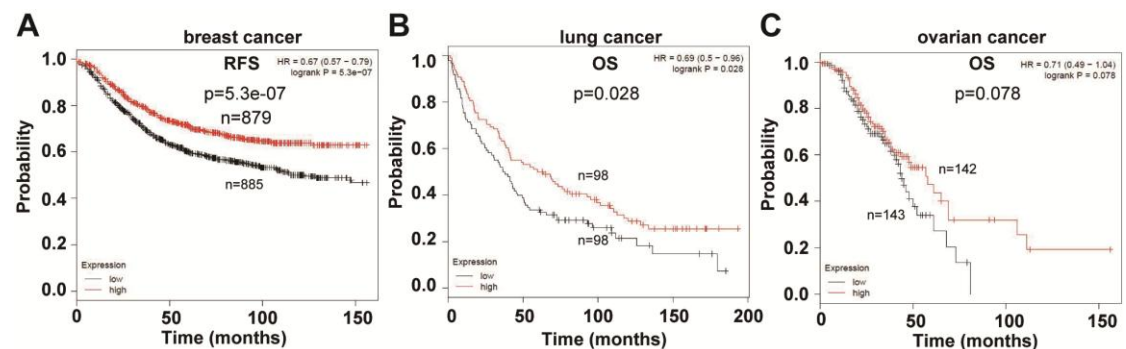 A
breast cancer
RFS
HR = 0.67 (0.57 − 0.79)
logrank P = 5.3e-07
p=5.3e-07
n=879
n=885
Probability
1.0
0.8
0.6
0.4
0.2
0.0
Expression
low
high
0 50 100 150
Time (months)
B
lung cancer
OS
HR = 0.69 (0.5 − 0.96)
logrank P = 0.028
p=0.028
n=98
n=98
Probability
1.0
0.8
0.6
0.4
0.2
0.0
Expression
low
high
0 50 100 150 200
Time (months)
C
ovarian cancer
OS
HR = 0.71 (0.49 − 1.04)
logrank P = 0.078
p=0.078
n=142
n=143
Probability
1.0
0.8
0.6
0.4
0.2
0.0
Expression
low
high
0 50 100 150
Time (months)